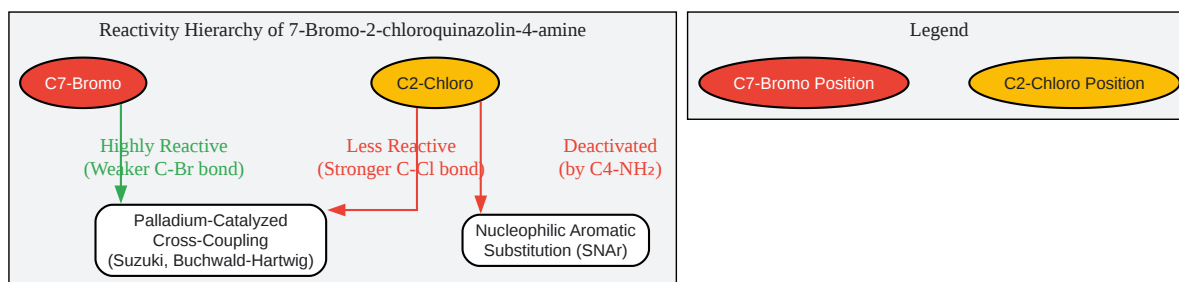 Reactivity Hierarchy of 7-Bromo-2-chloroquinazolin-4-amine
C7-Bromo
C2-Chloro
Highly Reactive
(Weaker C-Br bond)
Less Reactive
(Stronger C-Cl bond)
Deactivated
(by C4-NH₂)
Palladium-Catalyzed
Cross-Coupling
(Suzuki, Buchwald-Hartwig)
Nucleophilic Aromatic
Substitution (SNAr)
Legend
C7-Bromo Position
C2-Chloro Position